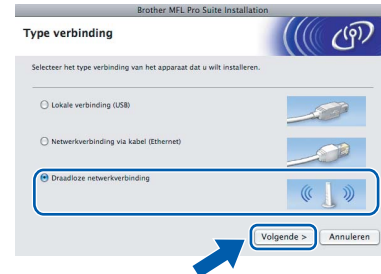 Brother MFL Pro Suite Installation
Type verbinding
Selecteer het type verbinding van het apparaat dat u wilt installeren.
Lokale verbinding (USB)
Netwerkverbinding via kabel (Ethernet)
Draadloze netwerkverbinding
Volgende > Annuleren